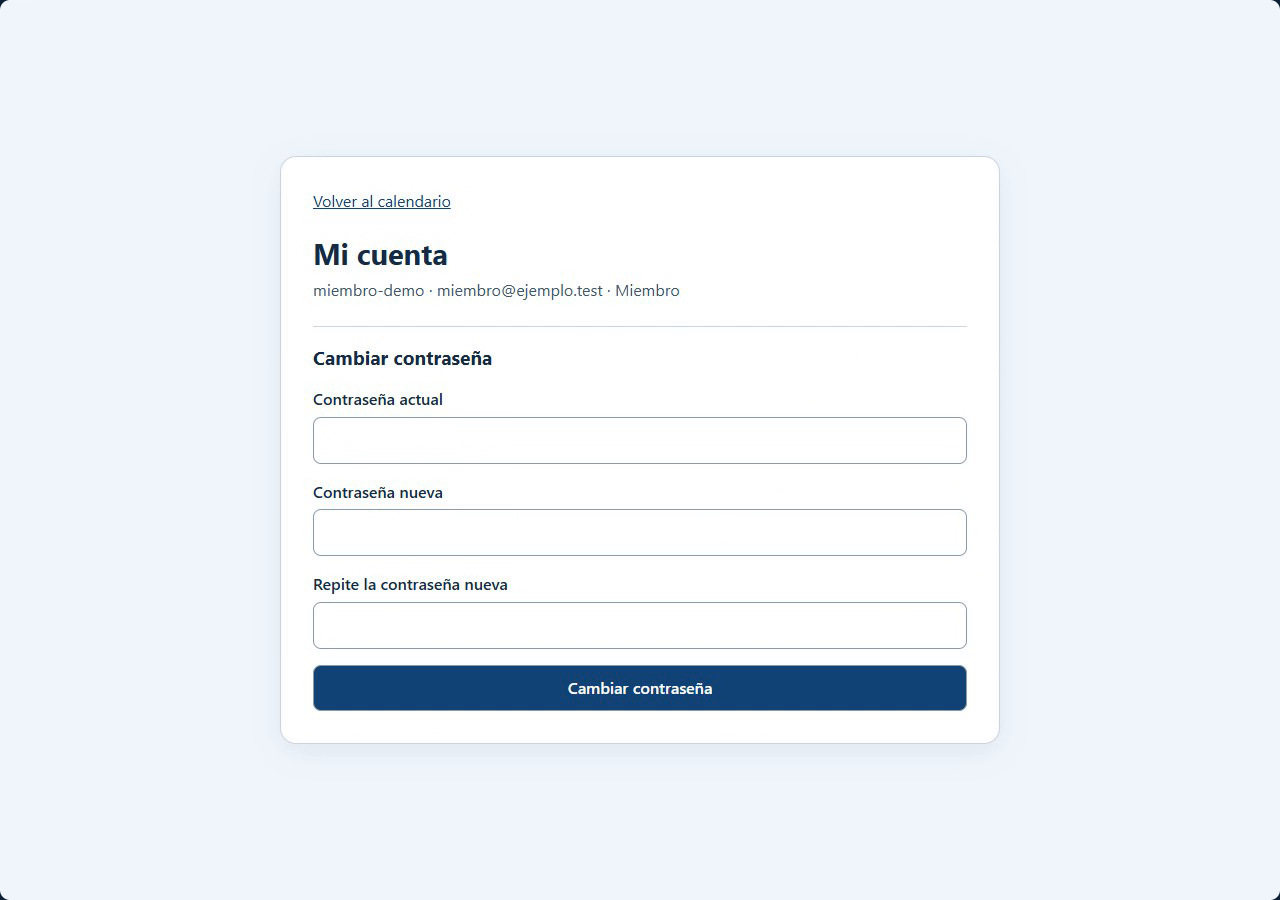 Volver al calendario
Mi cuenta
miembro-demo · miembro@ejemplo.test · Miembro
Cambiar contraseña
Contraseña actual
Contraseña nueva
Repite la contraseña nueva
Cambiar contraseña